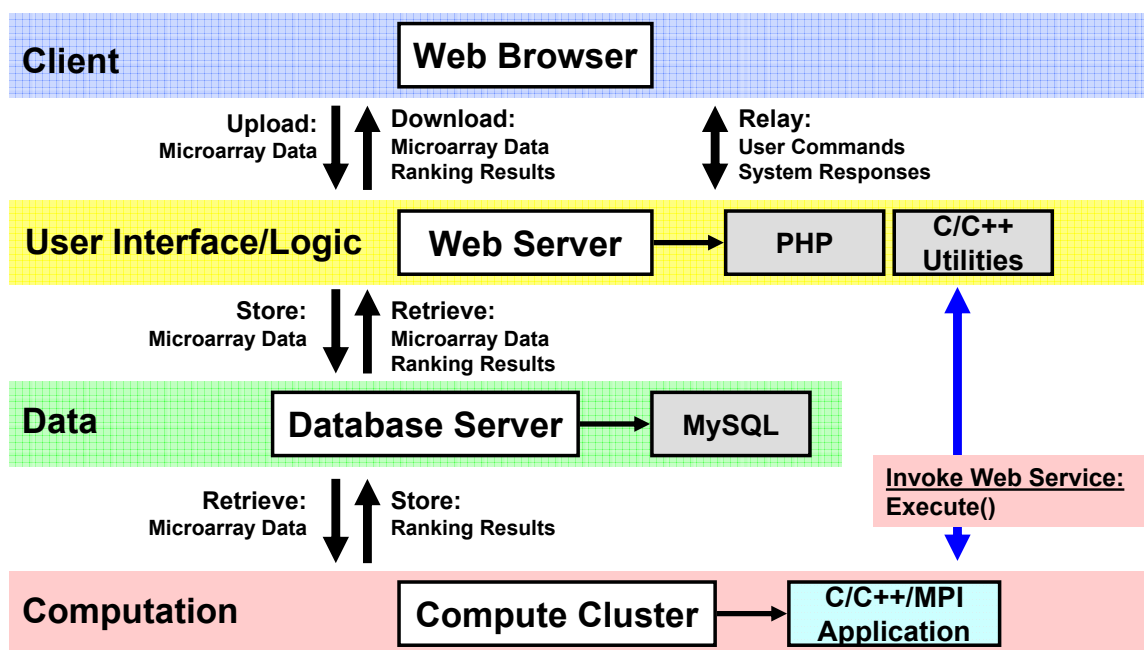 Client
Web Browser
Upload:
Microarray Data
Download:
Microarray Data
Ranking Results
Relay:
User Commands
System Responses
User Interface/Logic
Web Server
PHP
C/C++
Utilities
Store:
Microarray Data
Retrieve:
Microarray Data
Ranking Results
Data
Database Server
MySQL
Invoke Web Service:
Execute()
Retrieve:
Microarray Data
Store:
Ranking Results
Computation
Compute Cluster
C/C++/MPI
Application